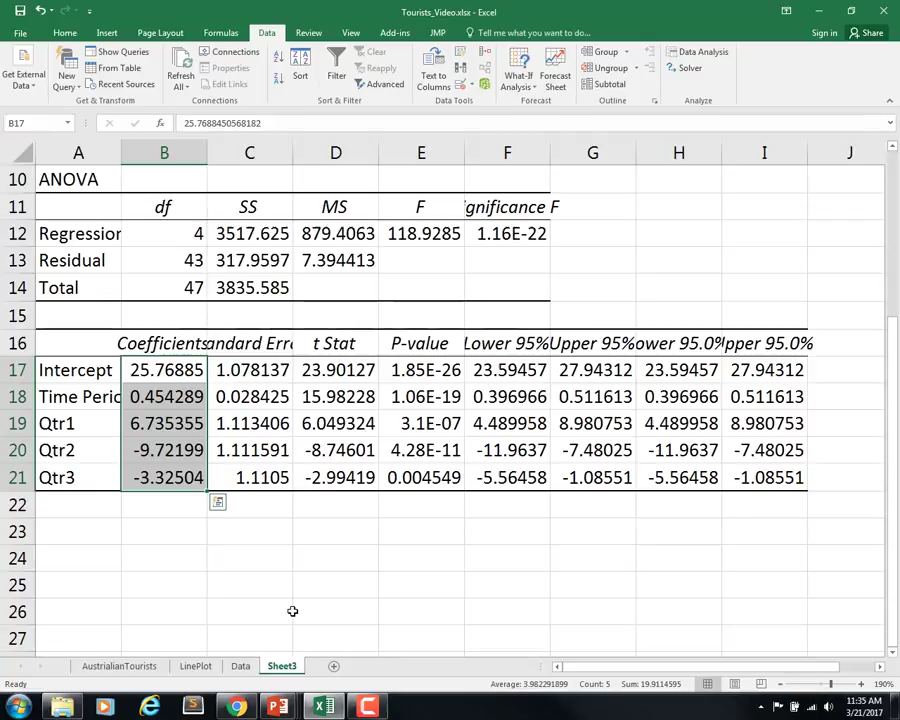 Tourists_Video.xlsx - Excel
File Home Insert Page Layout Formulas Data Review View Add-ins JMP Tell me what you want to do... Sign in Share
Get External Data
New Query
Show Queries
From Table
Recent Sources
Get & Transform
Refresh All
Connections
Properties
Edit Links
Connections
Sort
Filter
Clear
Reapply
Advanced
Sort & Filter
Text to Columns
Data Tools
What-If Analysis
Forecast Sheet
Forecast
Group
Ungroup
Subtotal
Outline
Data Analysis
Solver
Analyze
B17 fx 25.7688450568182
A B C D E F G H I J
10 ANOVA
11 df SS MS F gnificance F
12 Regression 4 3517.625 879.4063 118.9285 1.16E-22
13 Residual 43 317.9597 7.394413
14 Total 47 3835.585
15
16 Coefficients andard Erro t Stat P-value Lower 95% Upper 95% ower 95.0% Ipper 95.0%
17 Intercept 25.76885 1.078137 23.90127 1.85E-26 23.59457 27.94312 23.59457 27.94312
18 Time Perio 0.454289 0.028425 15.98228 1.06E-19 0.396966 0.511613 0.396966 0.511613
19 Qtr1 6.735355 1.113406 6.049324 3.1E-07 4.489958 8.980753 4.489958 8.980753
20 Qtr2 -9.72199 1.111591 -8.74601 4.28E-11 -11.9637 -7.48025 -11.9637 -7.48025
21 Qtr3 -3.32504 1.1105 -2.99419 0.004549 -5.56458 -1.08551 -5.56458 -1.08551
22
23
24
25
26
27
AustrialianTourists LinePlot Data Sheet3
Ready Average: 3.982291899 Count: 5 Sum: 19.9114595 190%
11:35 AM
3/21/2017